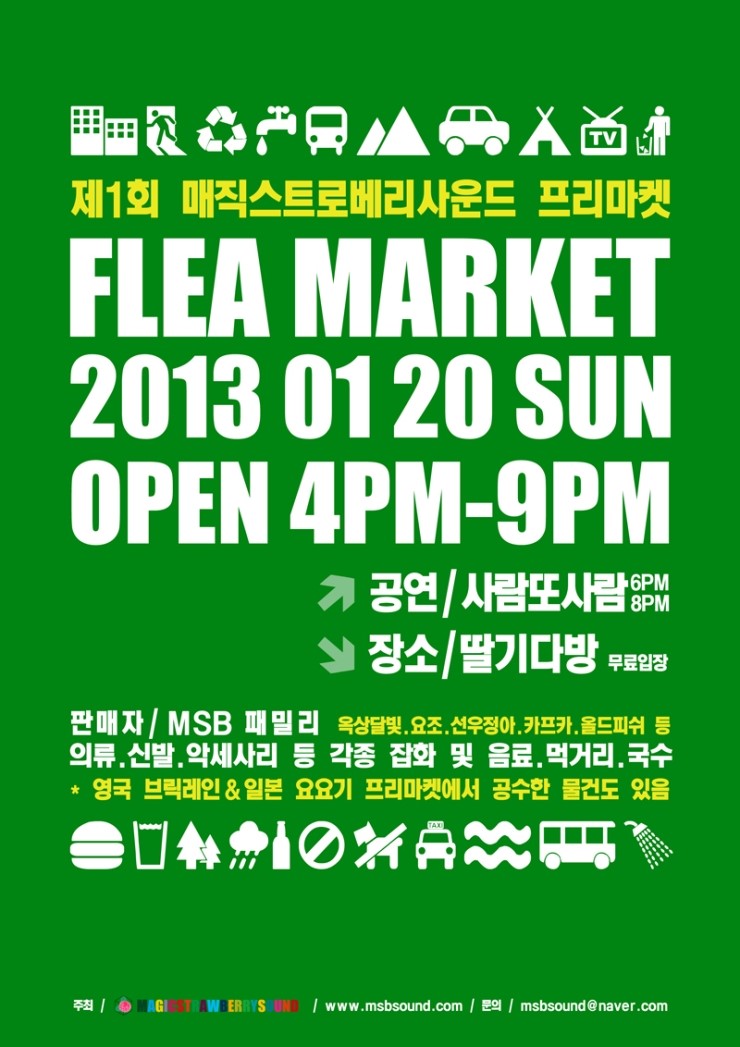 TV
제1회 매직스트로베리사운드 프리마켓
FLEA MARKET
2013 01 20 SUN
OPEN 4PM-9PM
공연/사람또사람 6PM 8PM
장소/딸기다방 무료입장
판매자/MSB 패밀리 옥상달빛.요조.선우정아.카프카.올드피쉬 등
의류.신발.악세사리 등 각종 잡화 및 음료.먹거리.국수
* 영국 브릭레인&일본 요요기 프리마켓에서 공수한 물건도 있음
TAXI
주최 / MAGICSTRAWBERRYSOUND / www.msbsound.com / 문의 / msbsound@naver.com